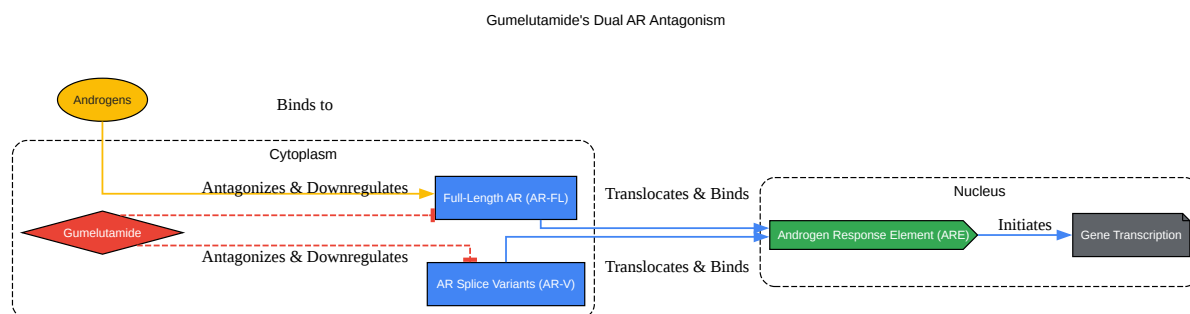 Gumelutamide's Dual AR Antagonism
Androgens
Binds to
Cytoplasm
Antagonizes & Downregulates
Full-Length AR (AR-FL)
Translocates & Binds
Nucleus
Gumelutamide
Androgen Response Element (ARE)
Initiates
Gene Transcription
Antagonizes & Downregulates
Translocates & Binds
AR Splice Variants (AR-V)